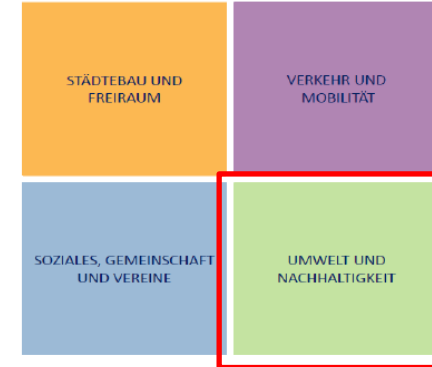 STÄDTEBAU UND
FREIRAUM
VERKEHR UND
MOBILITÄT
SOZIALES, GEMEINSCHAFT
UND VEREINE
UMWELT UND
NACHHALTIGKEIT